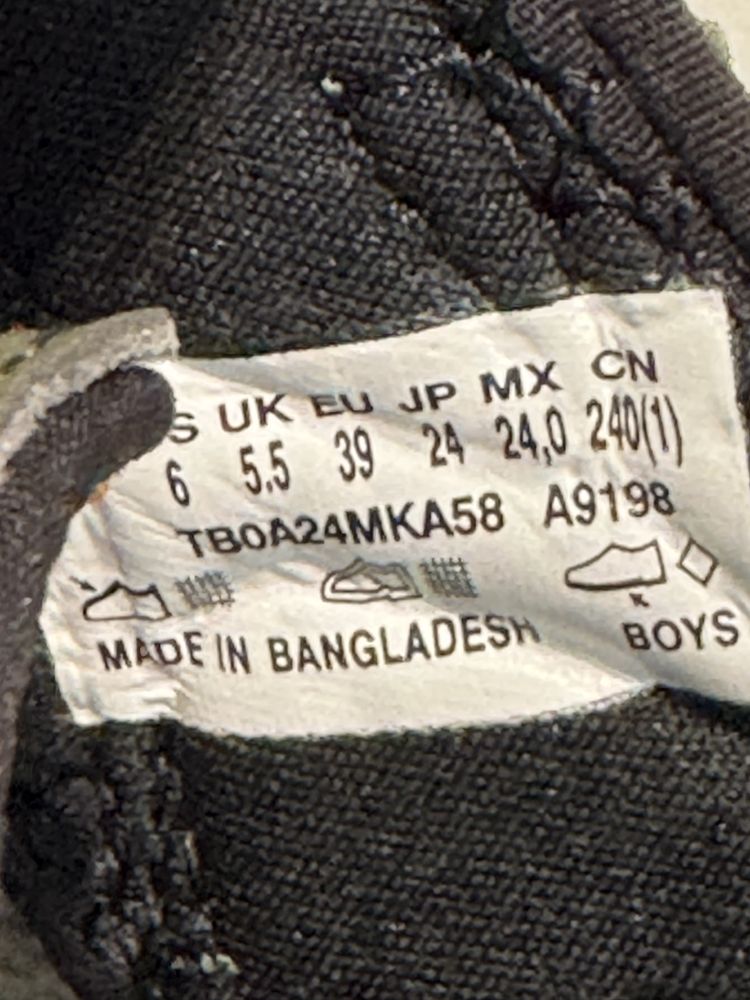 S UK EU JP MX CN
6 5.5 39 24 24,0 240(1)
TB0A24MKA58 A9198
MADE IN BANGLADESH BOYS